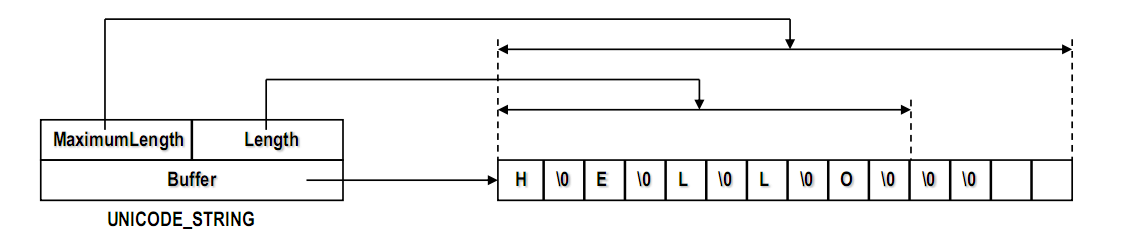 MaximumLength Length
Buffer H \0 E \0 L \0 L \0 O \0 \0 \0
UNICODE_STRING